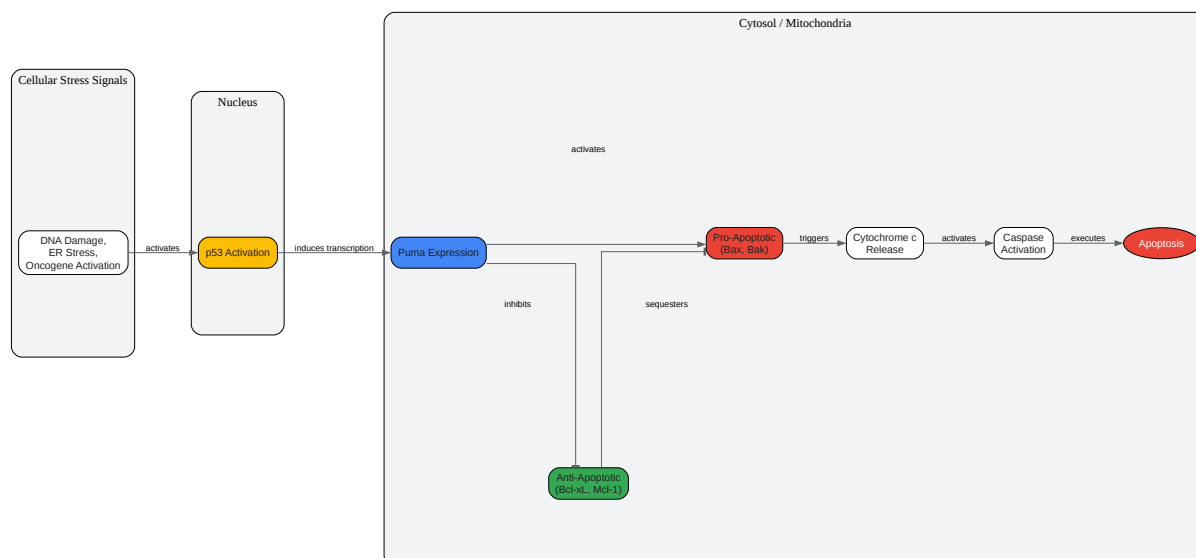 Cytosol / Mitochondria
Cellular Stress Signals
Nucleus
activates
DNA Damage,
ER Stress,
Oncogene Activation
activates
p53 Activation
induces transcription
Puma Expression
Pro-Apoptotic
(Bax, Bak)
triggers
Cytochrome c
Release
activates
Caspase
Activation
executes
Apoptosis
inhibits
sequesters
Anti-Apoptotic
(Bcl-xL, Mcl-1)